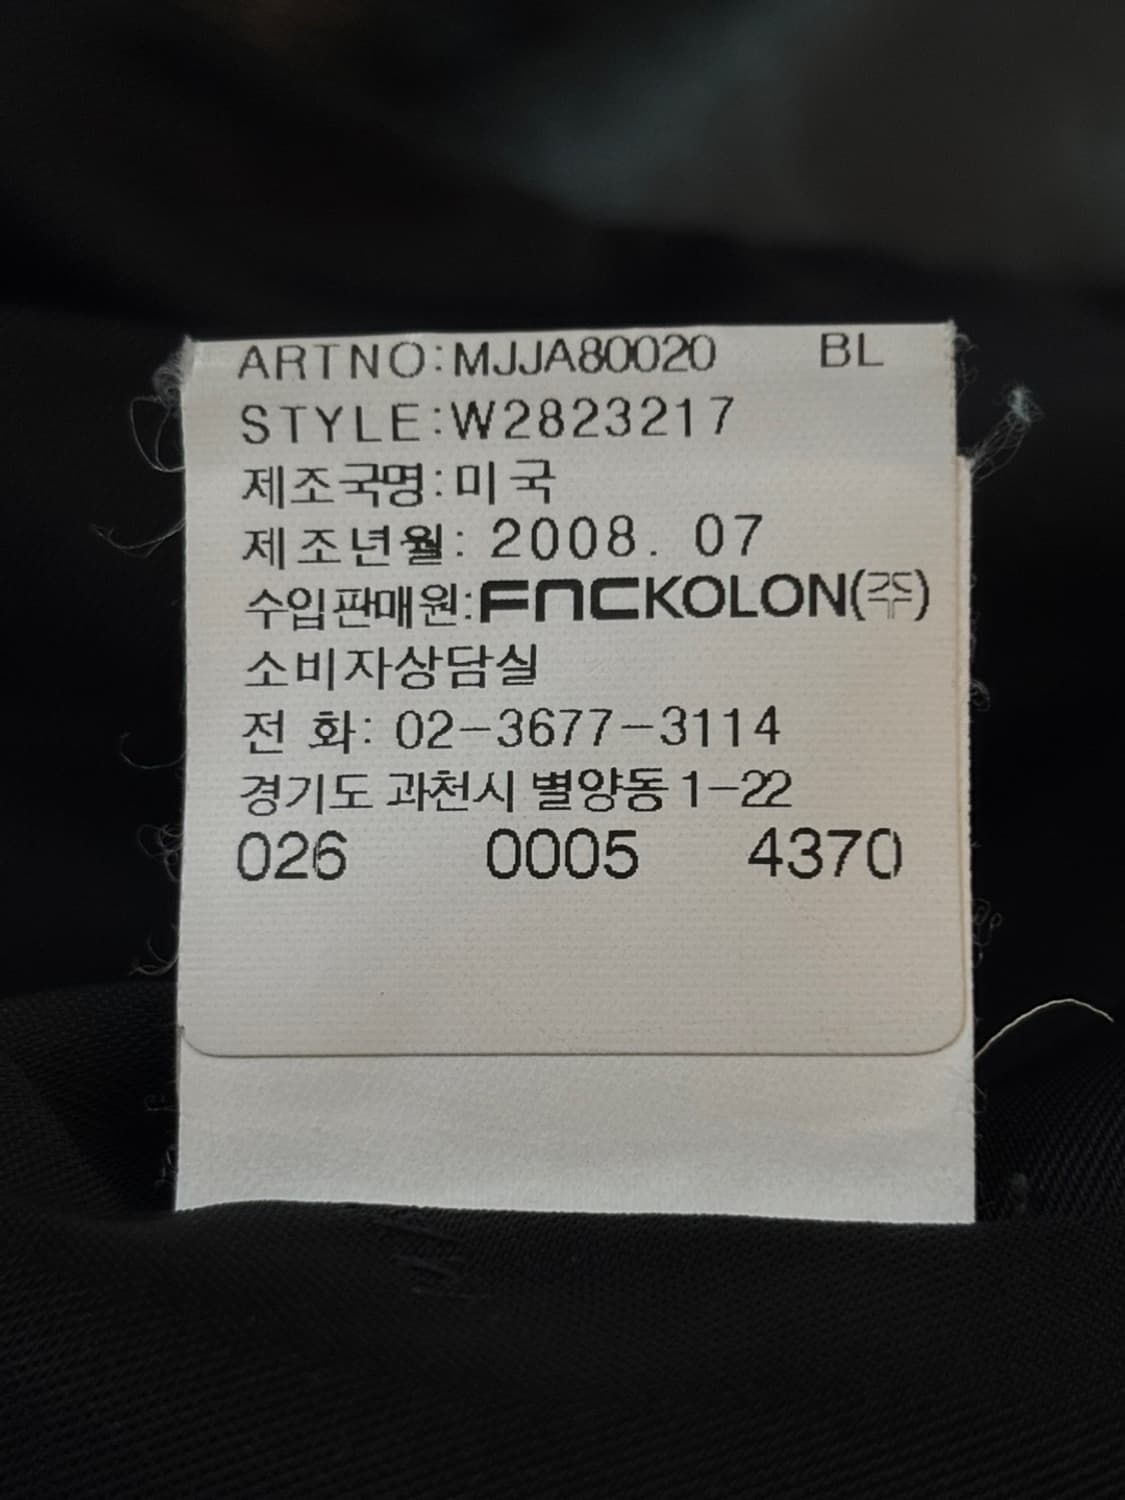 ARTNO:MJJA80020 BL
STYLE:W2823217
제조국명:미국
제조년월: 2008. 07
수입판매원:FNCKOLON(주)
소비자상담실
전 화: 02-3677-3114
경기도 과천시 별양동 1-22
026 0005 4370